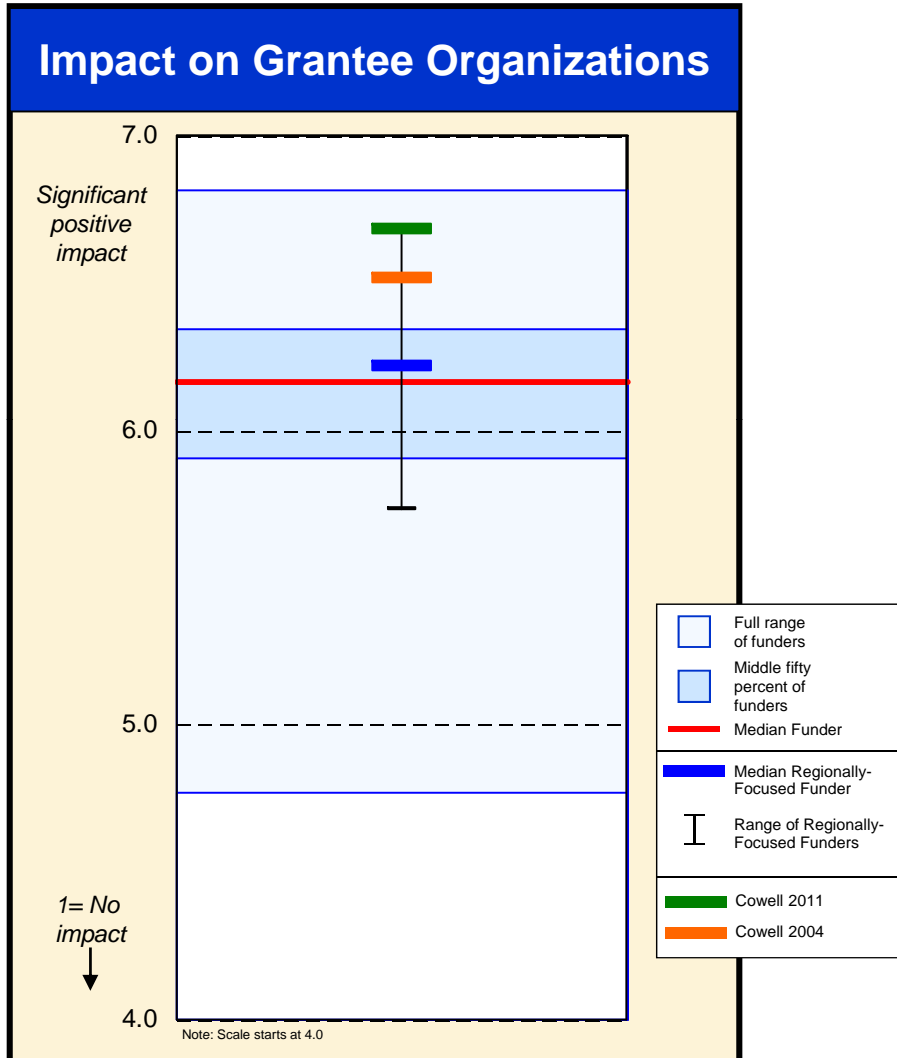 Impact on Grantee Organizations
7.0
Significant
positive
impact
6.0
5.0
1= No
impact
4.0
Note: Scale starts at 4.0
Full range
of funders
Middle fifty
percent of
funders
Median Funder
Median Regionally-
Focused Funder
Range of Regionally-
Focused Funders
Cowell 2011
Cowell 2004